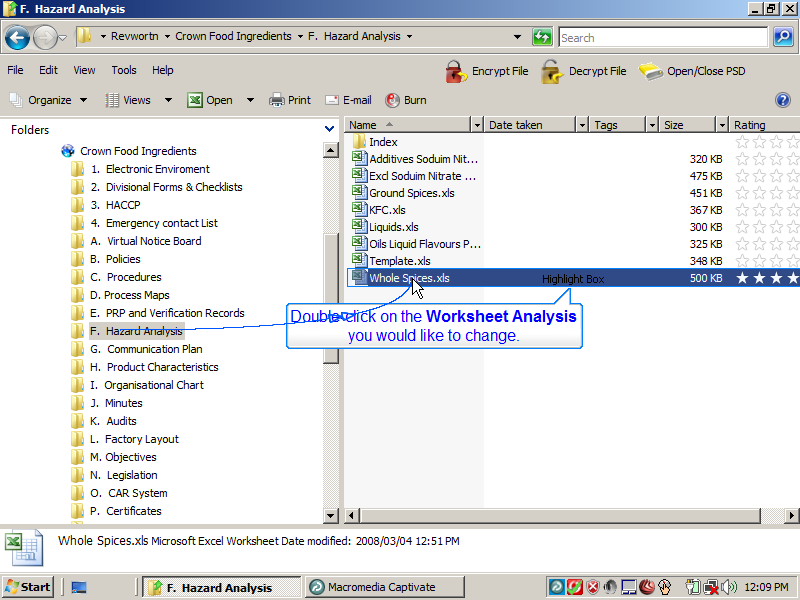 F. Hazard Analysis
Revwortn Crown Food Ingredients F. Hazard Analysis
Search
File Edit View Tools Help
Encrypt File Decrypt File Open/Close PSD
Organize Views Open Print E-mail Burn
Folders
Name Date taken Tags Size Rating
Crown Food Ingredients
1. Electronic Enviroment
2. Divisional Forms & Checklists
3. HACCP
4. Emergency contact List
A. Virtual Notice Board
B. Policies
C. Procedures
D. Process Maps
E. PRP and Verification Records
F. Hazard Analysis
G. Communication Plan
H. Product Characteristics
I. Organisational Chart
J. Minutes
K. Audits
L. Factory Layout
M. Objectives
N. Legislation
O. CAR System
P. Certificates
Index
Additives Soduim Nit... 320 KB
Excl Soduim Nitrate ... 475 KB
Ground Spices.xls 451 KB
KFC.xls 367 KB
Liquids.xls 300 KB
Oils Liquid Flavours P... 325 KB
Template.xls 348 KB
Whole Spices.xls Highlight Box 500 KB
Double-click on the Worksheet Analysis
you would like to change.
Whole Spices.xls Microsoft Excel Worksheet Date modified: 2008/03/04 12:51 PM
Start F. Hazard Analysis Macromedia Captivate 12:09 PM